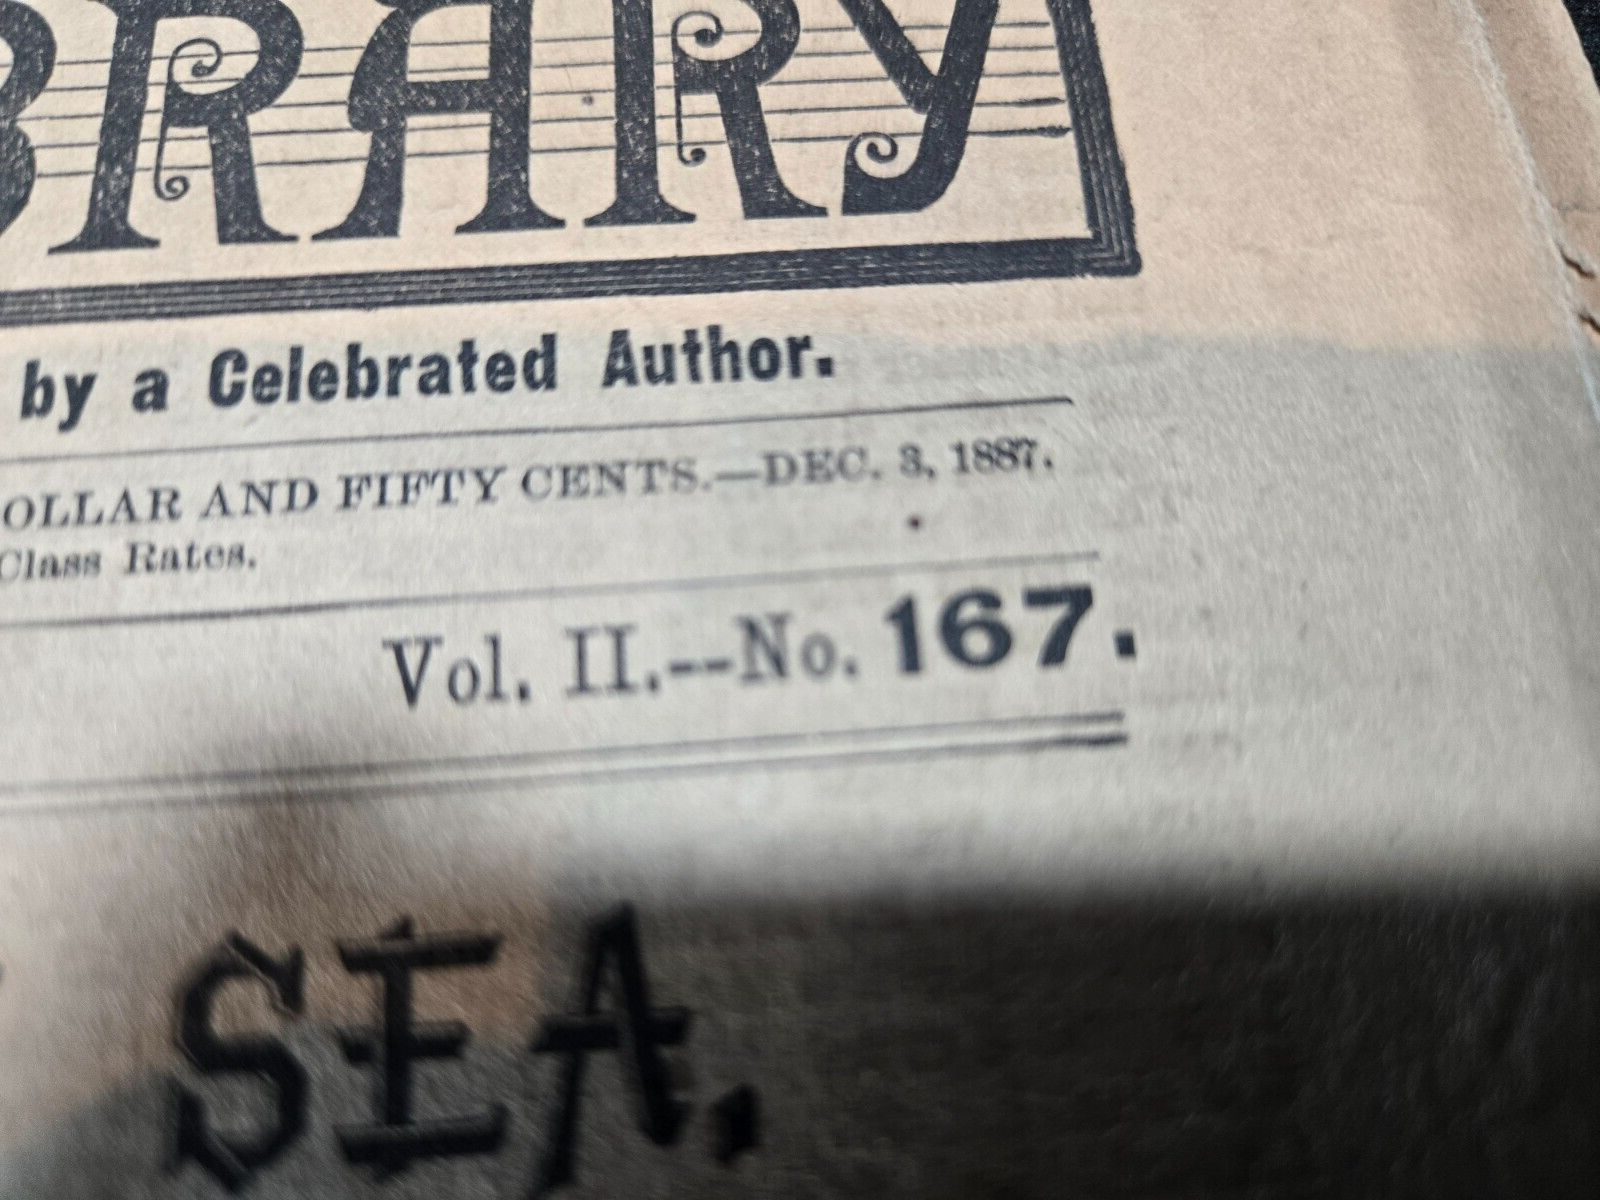 BRARY
by a Celebrated Author.
OLLAR AND FIFTY CENTS.—DEC. 3, 1887.
Class Rates.
Vol. II.--No. 167.
SEA.